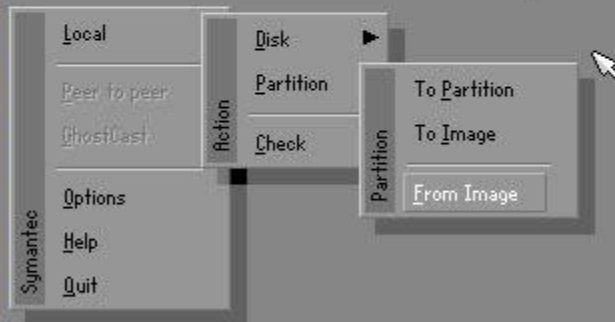 Local
Peer to peer
GhostCast
Options
Help
Quit
Symantec
Disk
Partition
Check
Action
To Partition
To Image
From Image
Partition